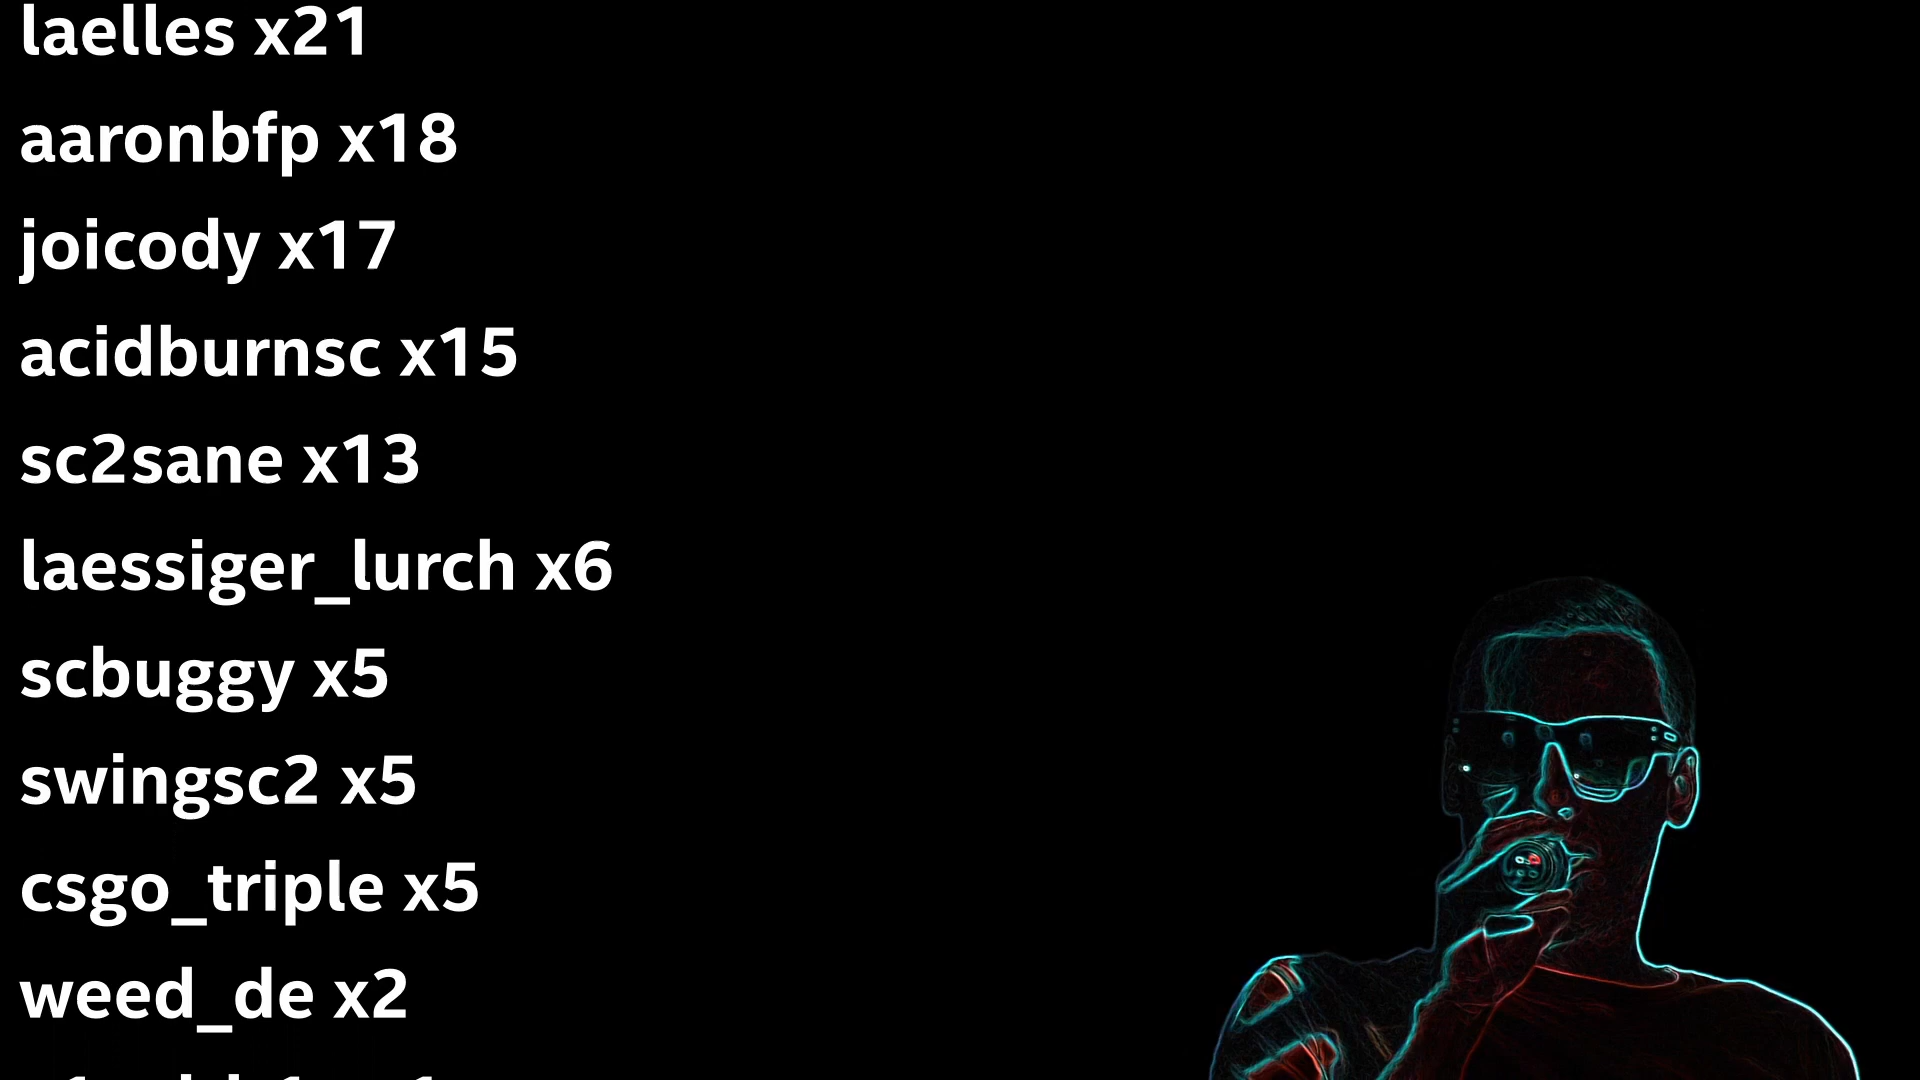 laelles x21
aaronbfp x18
joicody x17
acidburnsc x15
sc2sane x13
laessiger_lurch x6
scbuggy x5
swingsc2 x5
csgo_triple x5
weed_de x2